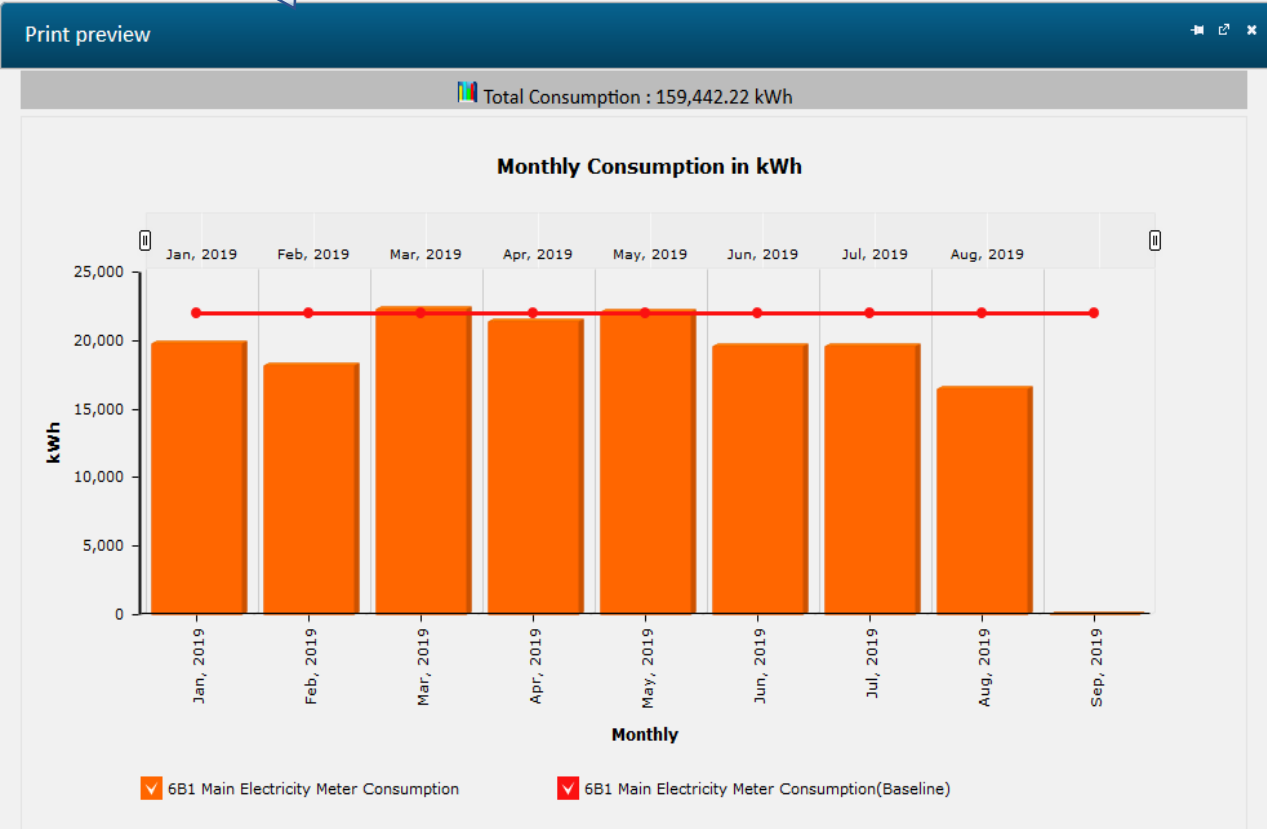 Print preview
Total Consumption : 159,442.22 kWh
Monthly Consumption in kWh
Jan, 2019 Feb, 2019 Mar, 2019 Apr, 2019 May, 2019 Jun, 2019 Jul, 2019 Aug, 2019
25,000
20,000
15,000
10,000
5,000
0
kWh
Jan, 2019 Feb, 2019 Mar, 2019 Apr, 2019 May, 2019 Jun, 2019 Jul, 2019 Aug, 2019 Sep, 2019
Monthly
6B1 Main Electricity Meter Consumption 6B1 Main Electricity Meter Consumption(Baseline)